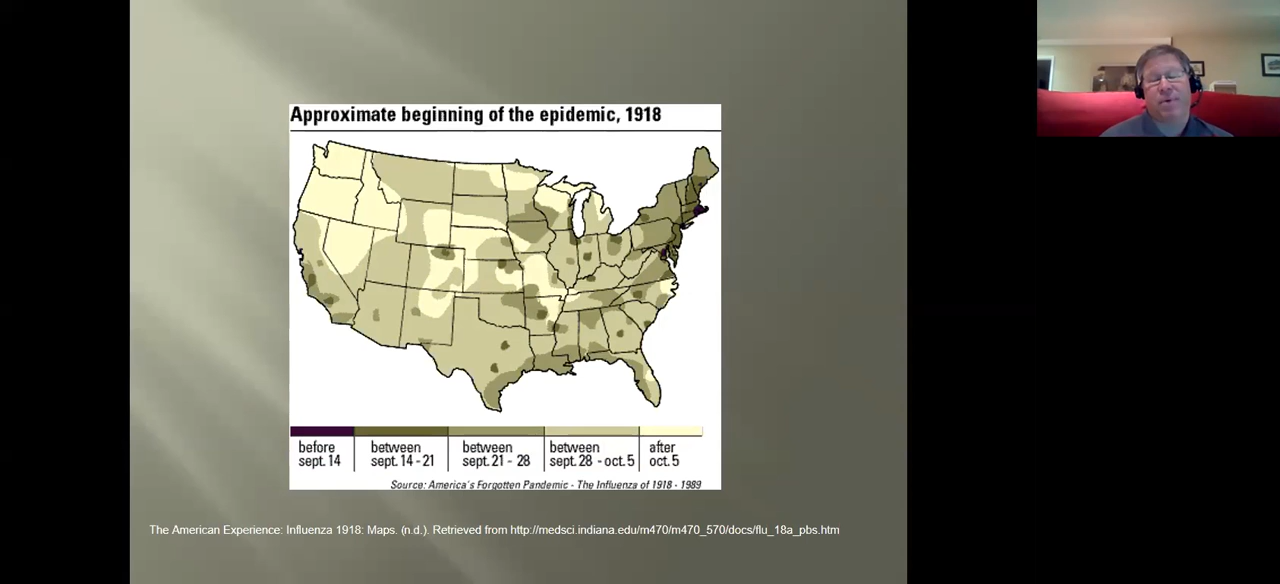 Approximate beginning of the epidemic, 1918
before
sept. 14
between
sept. 14 - 21
between
sept. 21 - 28
between
sept. 28 - oct. 5
after
oct. 5
Source: America's Forgotten Pandemic - The Influenza of 1918 - 1989
The American Experience: Influenza 1918: Maps. (n.d.). Retrieved from http://medsci.indiana.edu/m470/m470_570/docs/flu_18a_pbs.htm